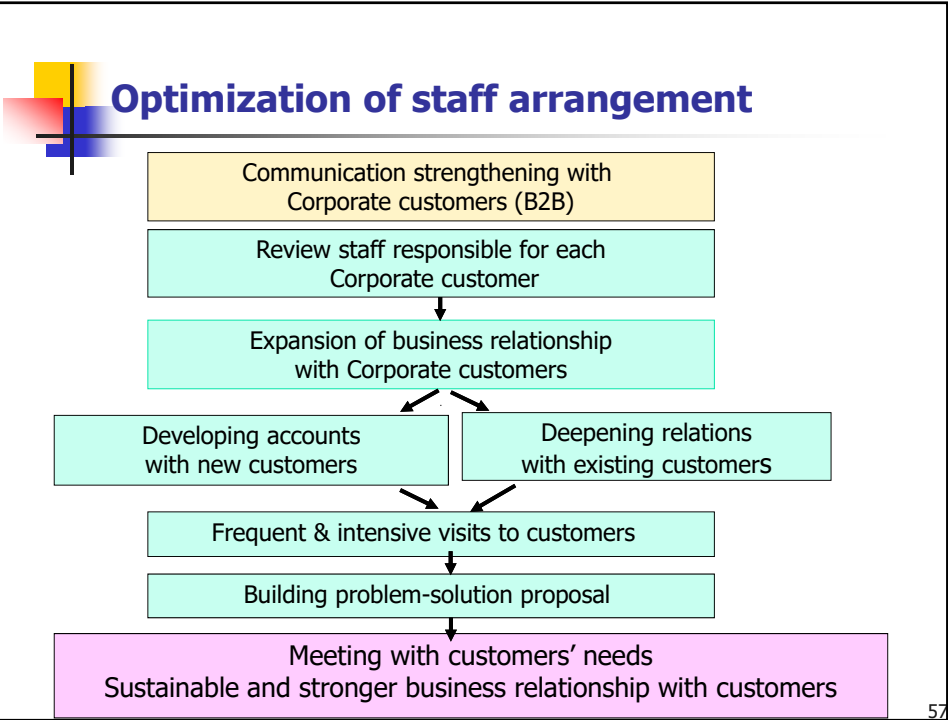 Optimization of staff arrangement
Communication strengthening with
Corporate customers (B2B)
Review staff responsible for each
Corporate customer
Expansion of business relationship
with Corporate customers
Developing accounts
with new customers
Deepening relations
with existing customers
Frequent & intensive visits to customers
Building problem-solution proposal
Meeting with customers’ needs
Sustainable and stronger business relationship with customers
57